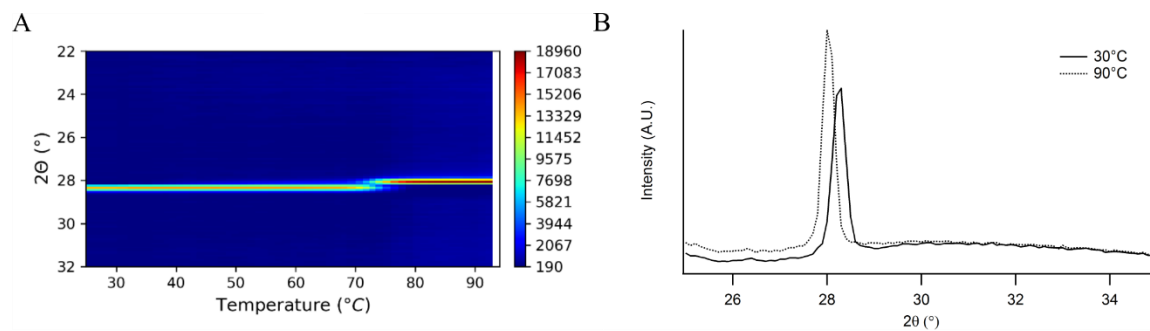 A
22
24
26
28
30
32
2Θ (°)
30 40 50 60 70 80 90
Temperature (°C)
18960
17083
15206
13329
11452
9575
7698
5821
3944
2067
190
B
30°C
90°C
Intensity (A.U.)
26 28 30 32 34
2θ (°)